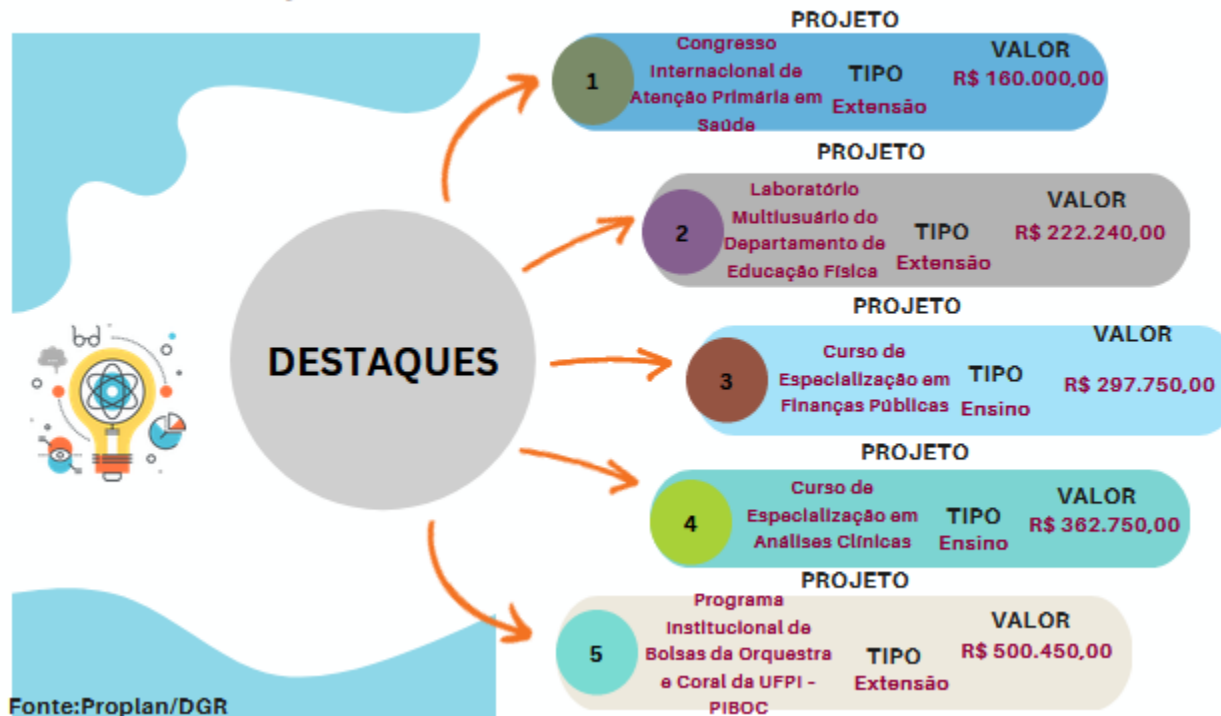 DESTAQUES
PROJETO
1
Congresso
Internacional de
Atenção Primária em
Saúde
TIPO
Extensão
VALOR
R$ 160.000,00
PROJETO
2
Laboratório
Multiusuário do
Departamento de
Educação Física
TIPO
Extensão
VALOR
R$ 222.240,00
PROJETO
3
Curso de
Especialização em
Finanças Públicas
TIPO
Ensino
VALOR
R$ 297.750,00
PROJETO
4
Curso de
Especialização em
Análises Clínicas
TIPO
Ensino
VALOR
R$ 362.750,00
PROJETO
5
Programa
Institucional de
Bolsas da Orquestra
e Coral da UFPI -
PIBOC
TIPO
Extensão
VALOR
R$ 500.450,00
Fonte:Proplan/DGR